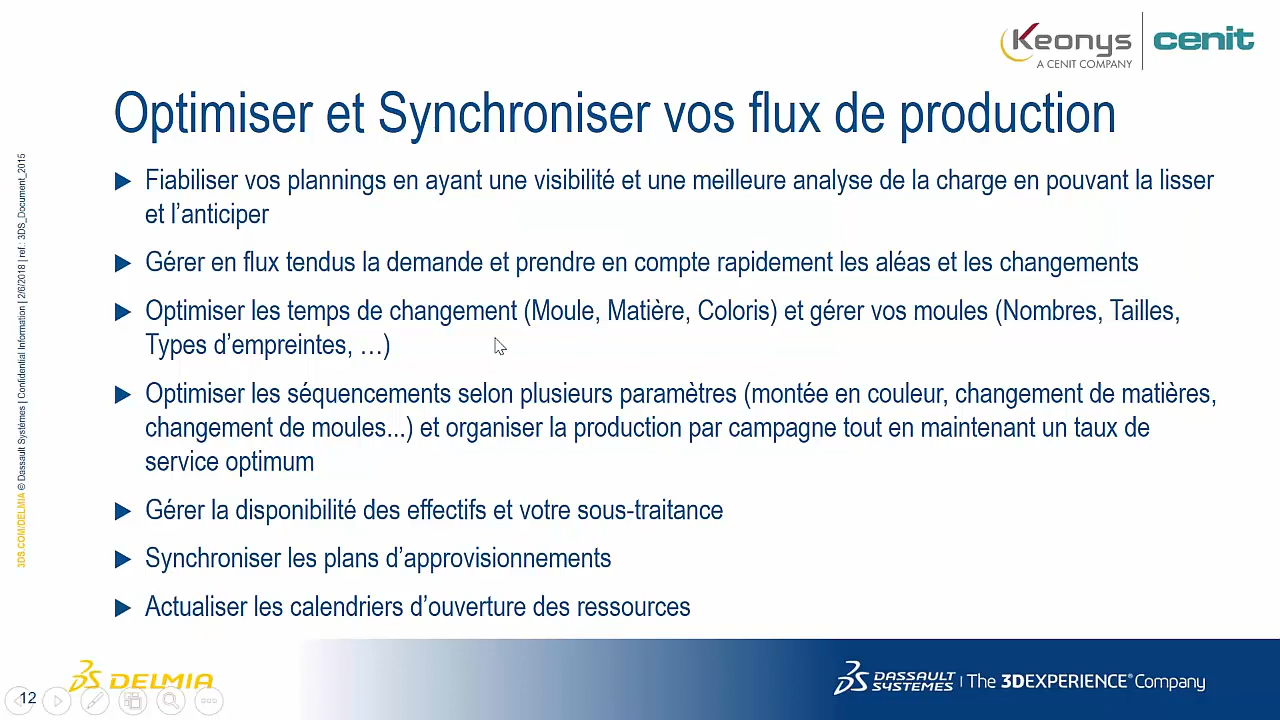 Keonys
A CENIT COMPANY
cenit
Optimiser et Synchroniser vos flux de production
Fiabiliser vos plannings en ayant une visibilité et une meilleure analyse de la charge en pouvant la lisser
et l’anticiper
Gérer en flux tendus la demande et prendre en compte rapidement les aléas et les changements
Optimiser les temps de changement (Moule, Matière, Coloris) et gérer vos moules (Nombres, Tailles,
Types d’empreintes, …)
Optimiser les séquencements selon plusieurs paramètres (montée en couleur, changement de matières,
changement de moules...) et organiser la production par campagne tout en maintenant un taux de
service optimum
Gérer la disponibilité des effectifs et votre sous-traitance
Synchroniser les plans d’approvisionnements
Actualiser les calendriers d’ouverture des ressources
3DS.COM/DELMIA © Dassault Systèmes | Confidential Information | 2/6/2018 | ref.: 3DS_Document_2015
12
DELMIA
DASSAULT
SYSTEMES | The 3DEXPERIENCE® Company